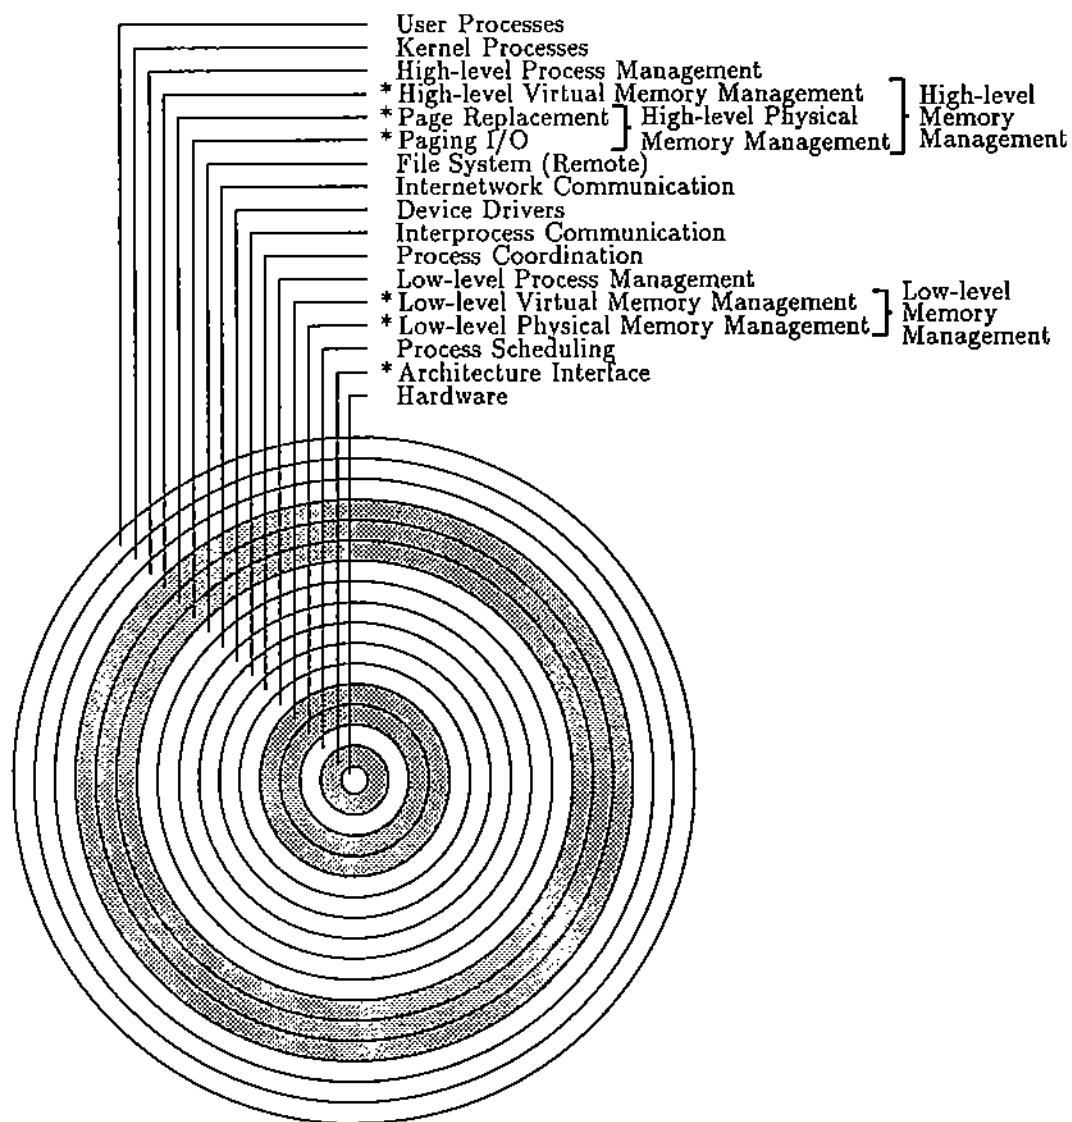 User Processes
Kernel Processes
High-level Process Management
*High-level Virtual Memory Management
*Page Replacement
*Paging I/O
High-level Physical
Memory Management
High-level
Memory
Management
File System (Remote)
Internetwork Communication
Device Drivers
Interprocess Communication
Process Coordination
Low-level Process Management
*Low-level Virtual Memory Management
*Low-level Physical Memory Management
Low-level
Memory
Management
Process Scheduling
*Architecture Interface
Hardware